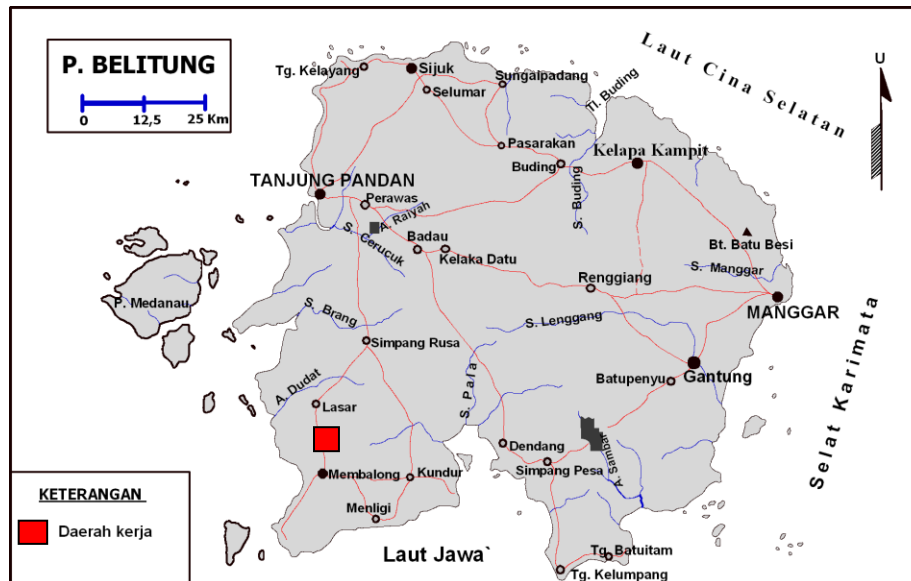 P. BELITUNG
0 12,5 25 Km
Laut Cina Selatan
U
Tg. Kelayang
Sijuk
Sungaipadang
Selumar
Tl. Buding
Pasarakan
Buding
Kelapa Kampit
TANJUNG PANDAN
Perawas
A. Raiyah
S. Buding
S. Cerucuk
Badau
Kelaka Datu
Bt. Batu Besi
S. Manggar
Renggiang
P. Medanau
MANGGAR
S. Brang
S. Lenggang
Simpang Rusa
Gantung
Selat Karimata
A. Dudat
S. Pala
Batupenyu
Lasar
Dendang
A. Sambar
Simpang Pesa
Membalong
Kundur
Menligi
KETERANGAN
Daerah kerja
Laut Jawa`
Tg. Batuitam
Tg. Kelumpang